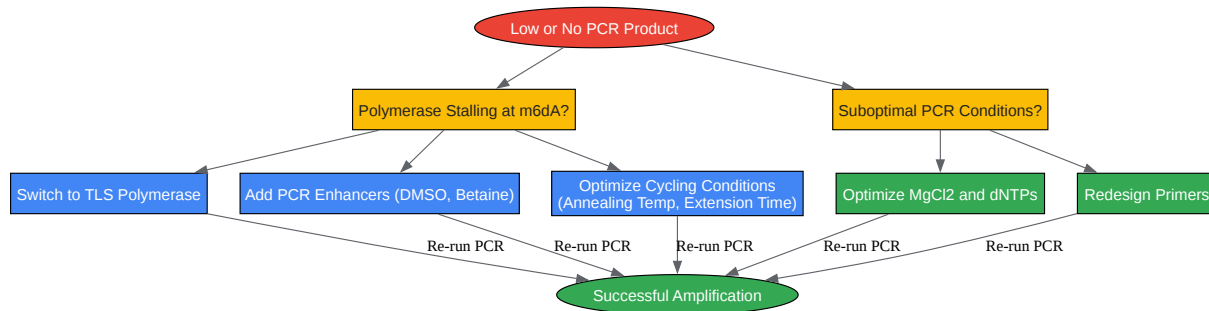 Low or No PCR Product
Polymerase Stalling at m6dA?
Suboptimal PCR Conditions?
Switch to TLS Polymerase
Add PCR Enhancers (DMSO, Betaine)
Optimize Cycling Conditions
(Annealing Temp, Extension Time)
Optimize MgCl2 and dNTPs
Redesign Primers
Re-run PCR
Re-run PCR
Re-run PCR
Re-run PCR
Re-run PCR
Successful Amplification